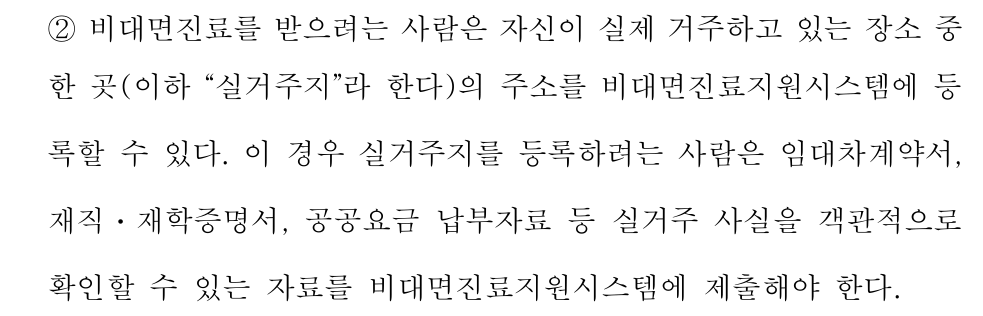 ② 비대면진료를 받으려는 사람은 자신이 실제 거주하고 있는 장소 중
한 곳(이하 “실거주지”라 한다)의 주소를 비대면진료지원시스템에 등
록할 수 있다. 이 경우 실거주지를 등록하려는 사람은 임대차계약서,
재직ㆍ재학증명서, 공공요금 납부자료 등 실거주 사실을 객관적으로
확인할 수 있는 자료를 비대면진료지원시스템에 제출해야 한다.